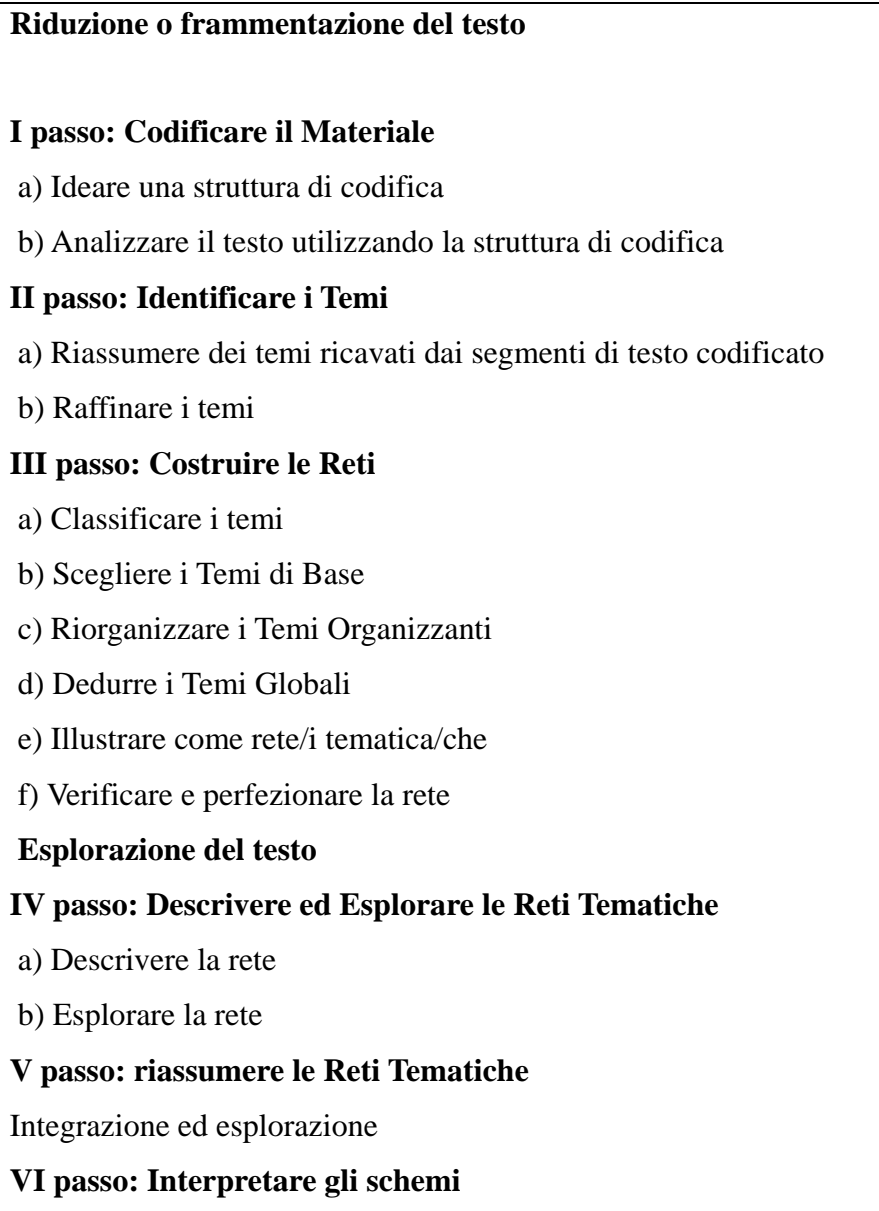 Riduzione o frammentazione del testo
I passo: Codificare il Materiale
a) Ideare una struttura di codifica
b) Analizzare il testo utilizzando la struttura di codifica
II passo: Identificare i Temi
a) Riassumere dei temi ricavati dai segmenti di testo codificato
b) Raffinare i temi
III passo: Costruire le Reti
a) Classificare i temi
b) Scegliere i Temi di Base
c) Riorganizzare i Temi Organizzanti
d) Dedurre i Temi Globali
e) Illustrare come rete/i tematica/che
f) Verificare e perfezionare la rete
Esplorazione del testo
IV passo: Descrivere ed Esplorare le Reti Tematiche
a) Descrivere la rete
b) Esplorare la rete
V passo: riassumere le Reti Tematiche
Integrazione ed esplorazione
VI passo: Interpretare gli schemi